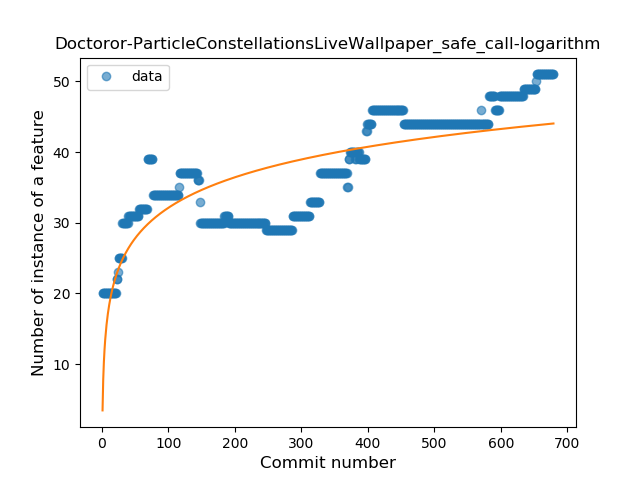 Doctoror-ParticleConstellationsLiveWallpaper_safe_call-logarithm
data
Number of instance of a feature
50
40
30
20
10
0 100 200 300 400 500 600 700
Commit number